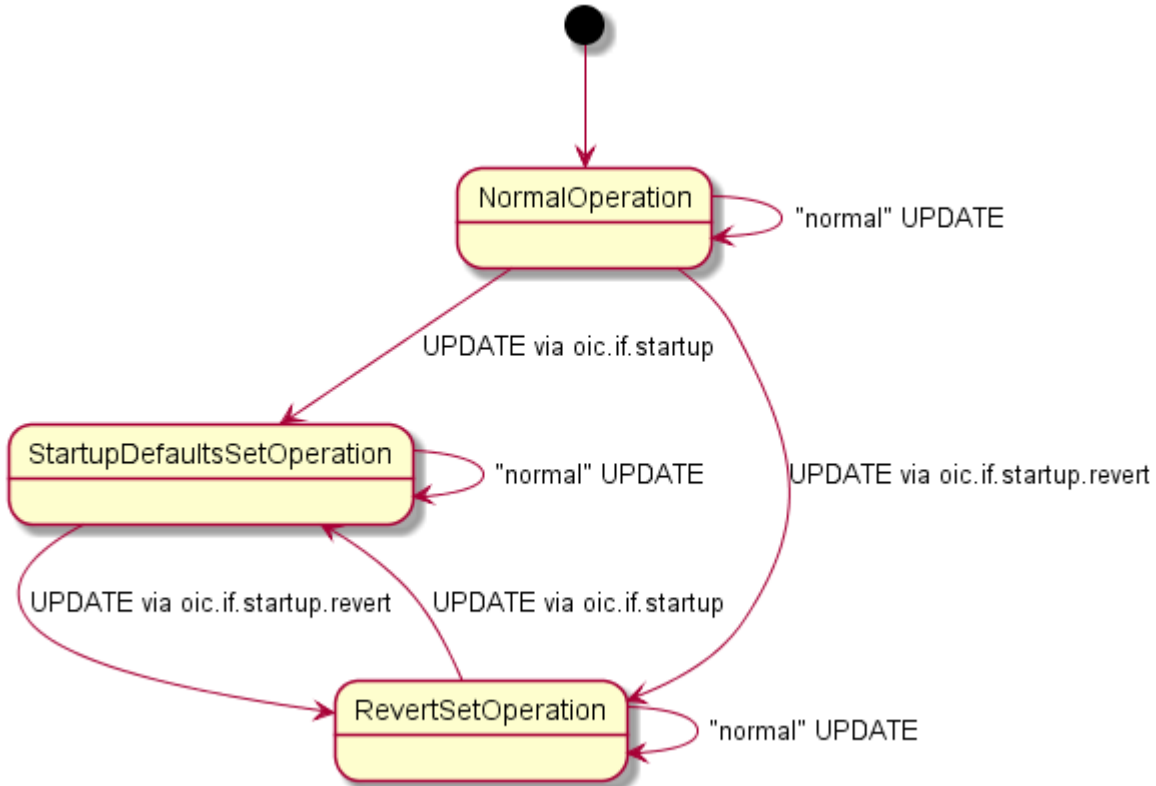 NormalOperation
"normal" UPDATE
UPDATE via oic.if.startup
StartupDefaultsSetOperation
"normal" UPDATE
UPDATE via oic.if.startup.revert
UPDATE via oic.if.startup.revert
UPDATE via oic.if.startup
RevertSetOperation
"normal" UPDATE